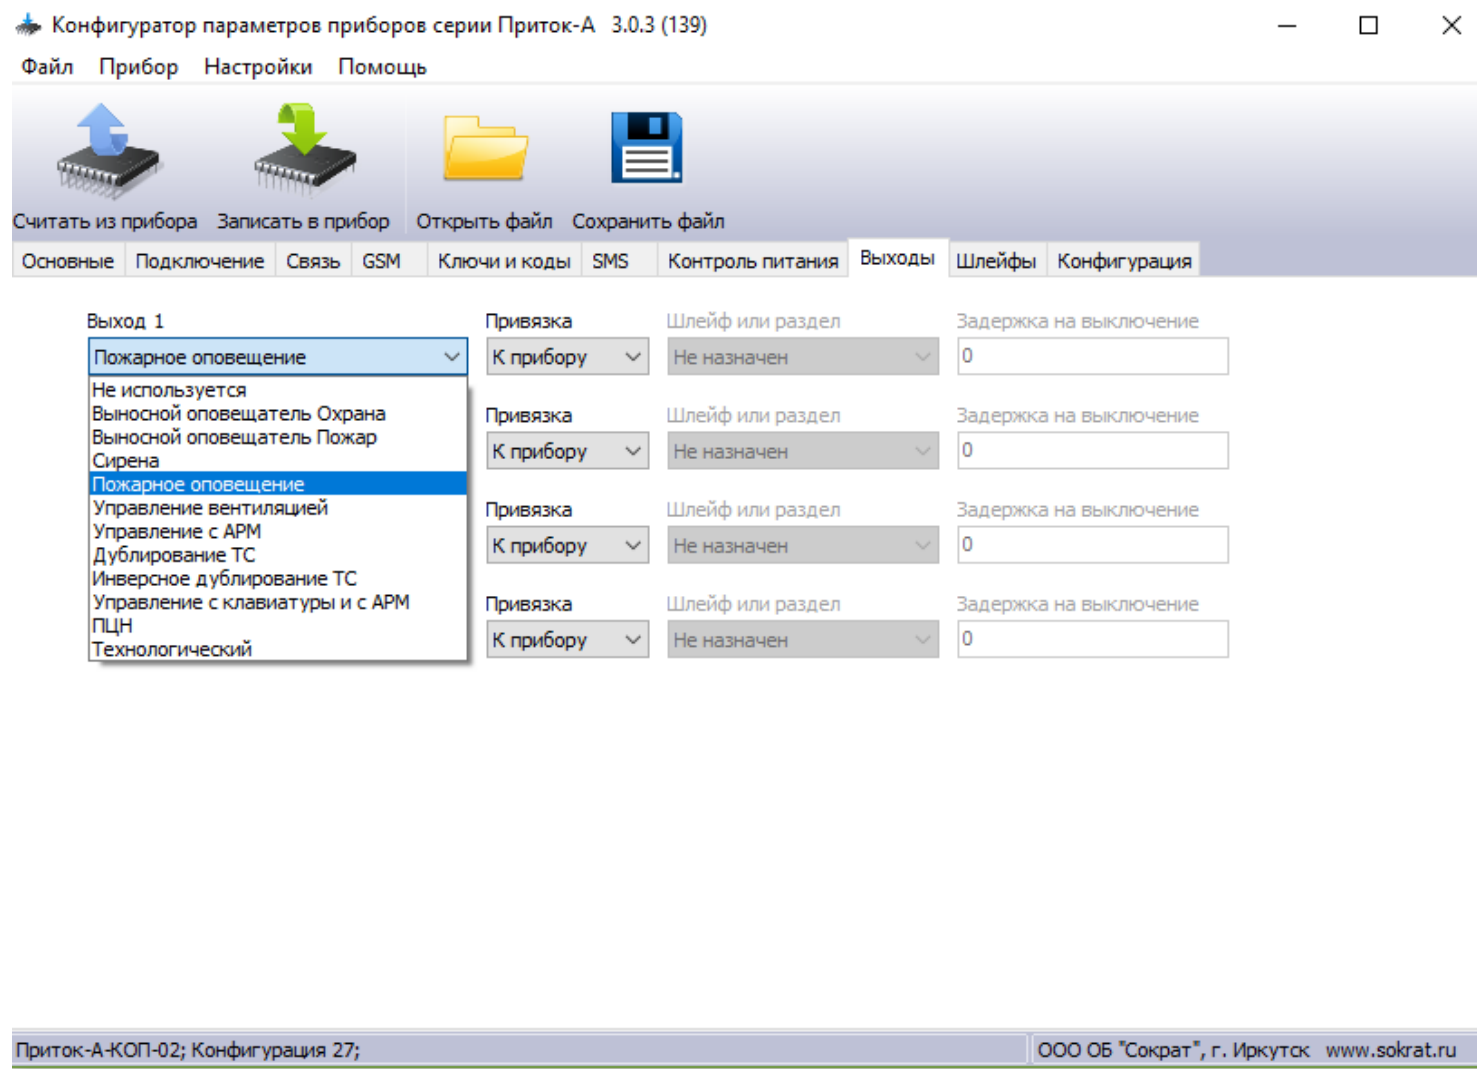 Конфигуратор параметров приборов серии Приток-А 3.0.3 (139)
Файл Прибор Настройки Помощь
Считать из прибора Записать в прибор Открыть файл Сохранить файл
Основные Подключение Связь GSM Ключи и коды SMS Контроль питания Выходы Шлейфы Конфигурация
Выход 1 Привязка Шлейф или раздел Задержка на выключение
Пожарное оповещение К прибору Не назначен 0
Не используется
Выносной оповещатель Охрана
Выносной оповещатель Пожар
Сирена
Пожарное оповещение
Управление вентиляцией
Управление с АРМ
Дублирование ТС
Инверсное дублирование ТС
Управление с клавиатуры и с АРМ
ПЦН
Технологический
Привязка Шлейф или раздел Задержка на выключение
К прибору Не назначен 0
Привязка Шлейф или раздел Задержка на выключение
К прибору Не назначен 0
Привязка Шлейф или раздел Задержка на выключение
К прибору Не назначен 0
Приток-А-КОП-02; Конфигурация 27; ООО ОБ "Сократ", г. Иркутск www.sokrat.ru